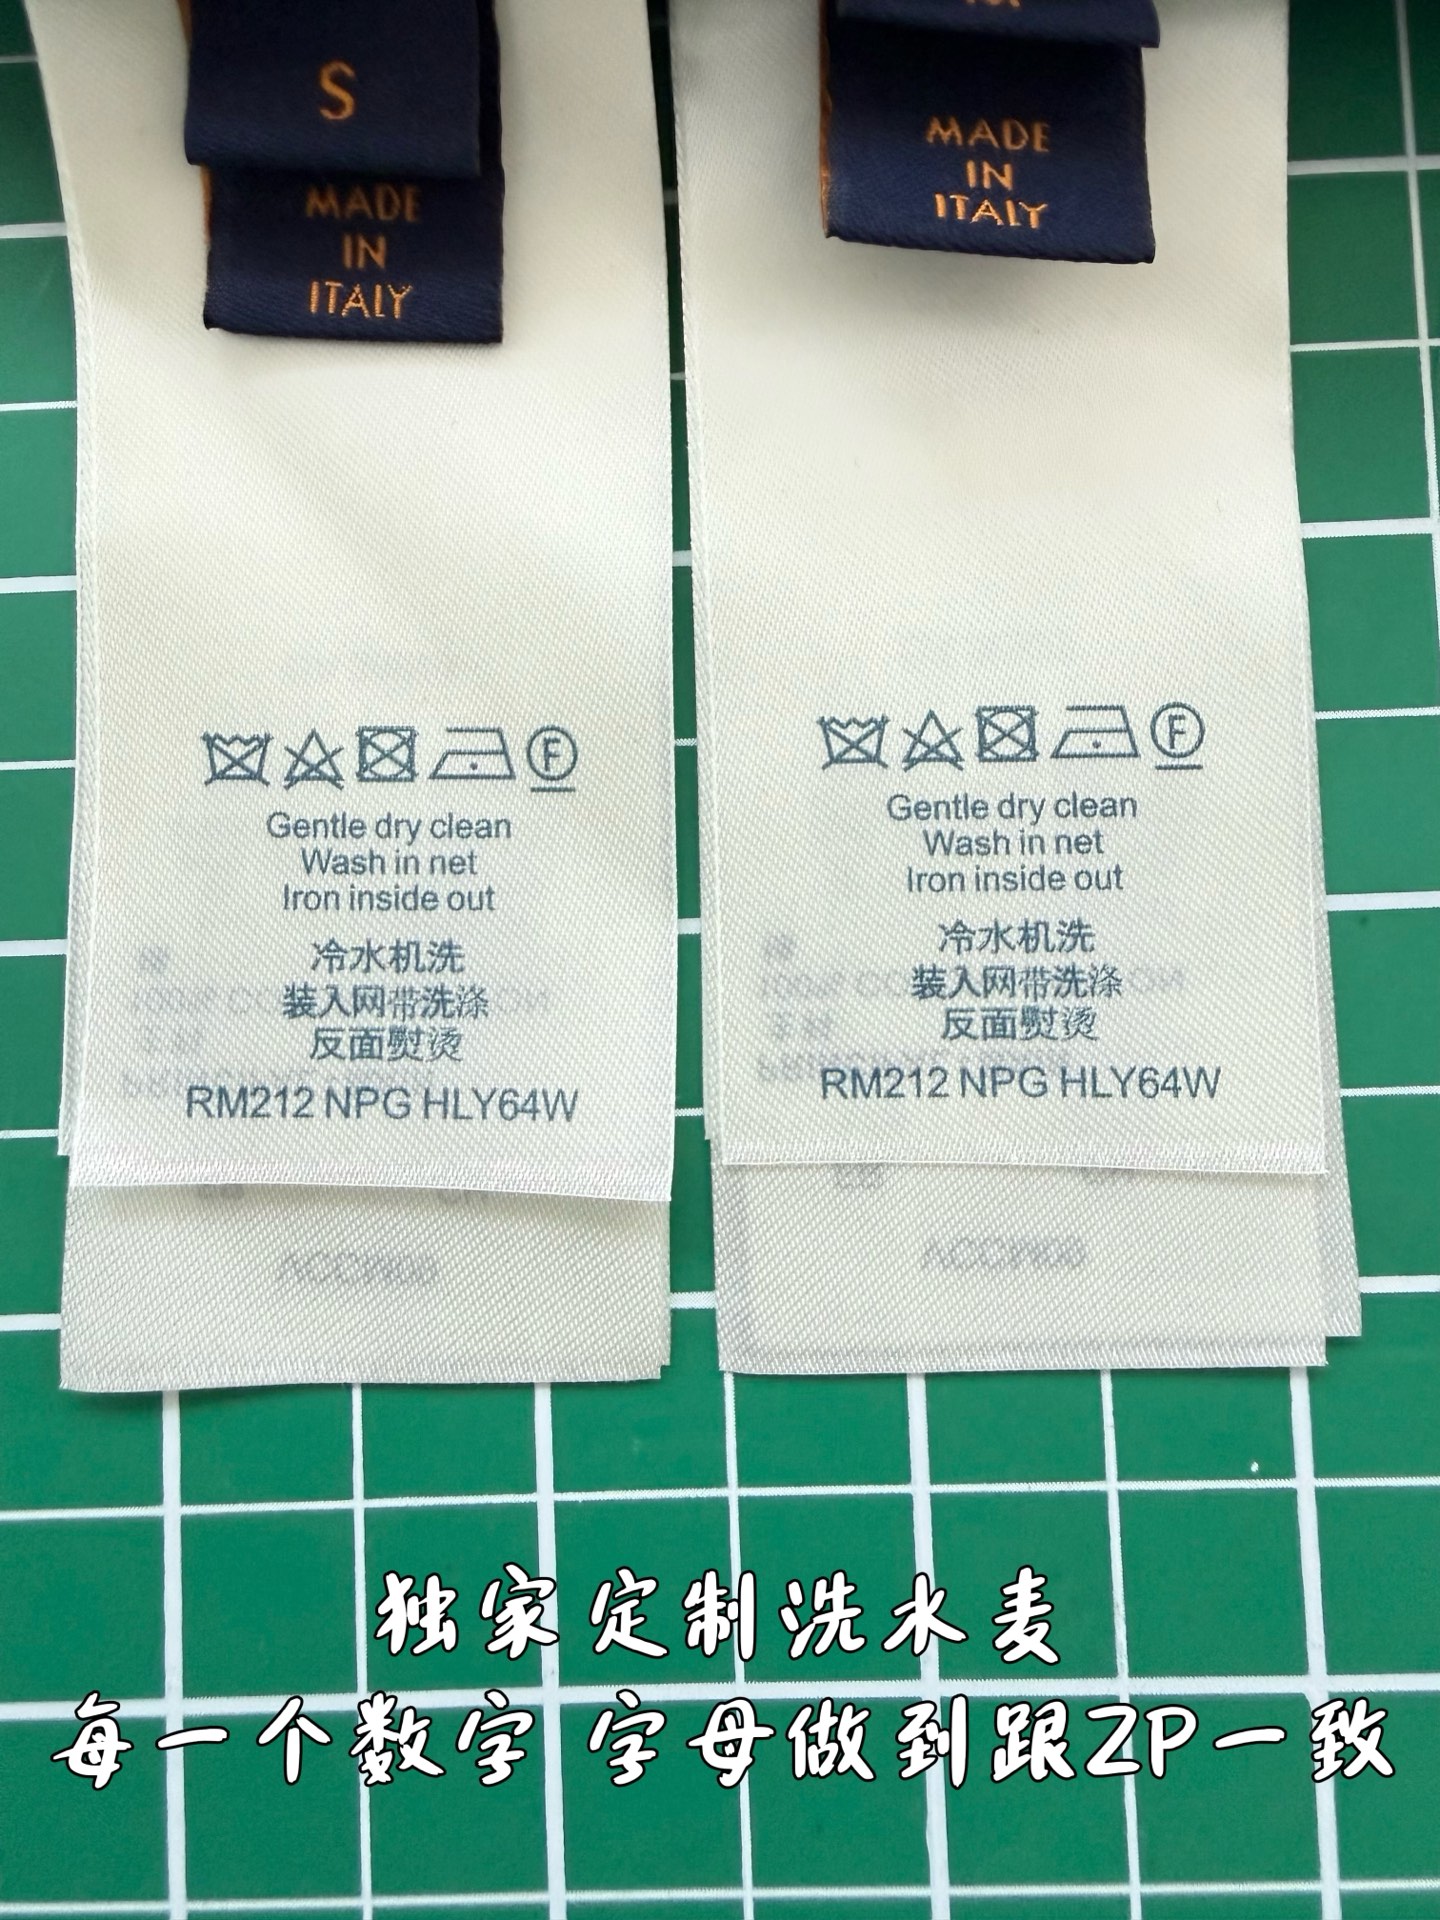 S
MADE
IN
ITALY
MADE
IN
ITALY
F
Gentle dry clean
Wash in net
Iron inside out
冷水机洗
装入网带洗涤
反面熨烫
RM212 NPG HLY64W
F
Gentle dry clean
Wash in net
Iron inside out
冷水机洗
装入网带洗涤
反面熨烫
RM212 NPG HLY64W
独家定制洗水麦
每一个数字 字母做到跟ZP一致